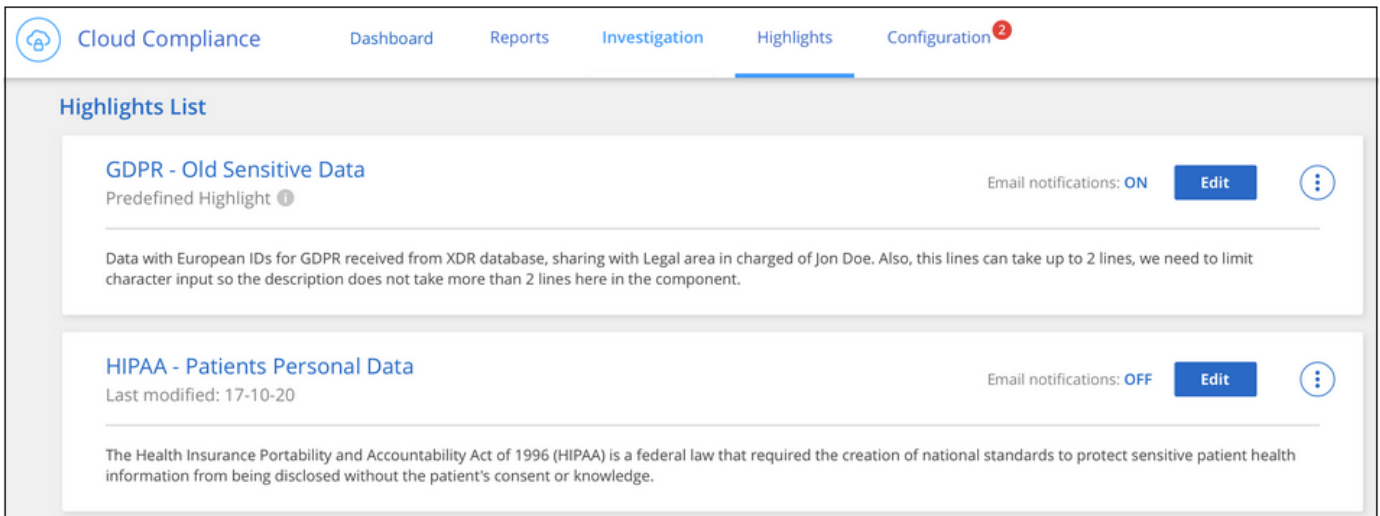 Cloud Compliance Dashboard Reports Investigation Highlights Configuration 2
Highlights List
GDPR - Old Sensitive Data
Predefined Highlight i
Email notifications: ON Edit
Data with European IDs for GDPR received from XDR database, sharing with Legal area in charged of Jon Doe. Also, this lines can take up to 2 lines, we need to limit
character input so the description does not take more than 2 lines here in the component.
HIPAA - Patients Personal Data
Last modified: 17-10-20
Email notifications: OFF Edit
The Health Insurance Portability and Accountability Act of 1996 (HIPAA) is a federal law that required the creation of national standards to protect sensitive patient health
information from being disclosed without the patient's consent or knowledge.